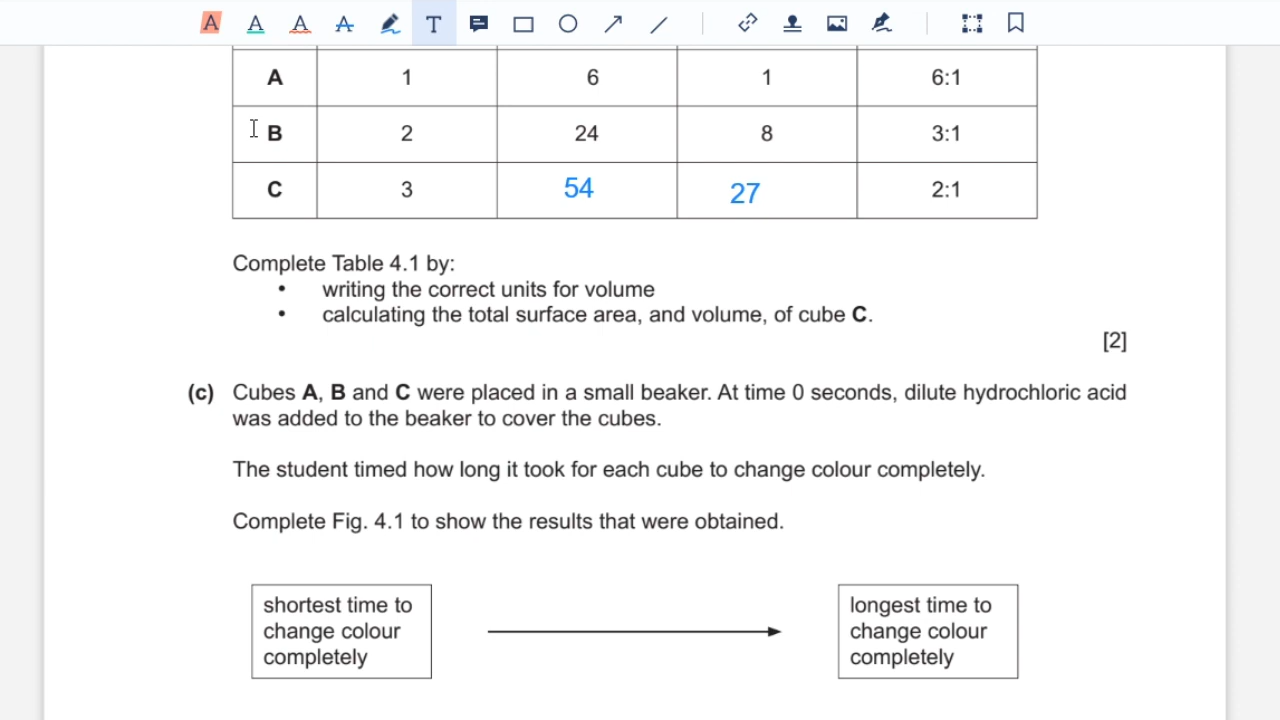 A A A A T
A 1 6 1 6:1
B 2 24 8 3:1
C 3 54 27 2:1
Complete Table 4.1 by:
• writing the correct units for volume
• calculating the total surface area, and volume, of cube C.
[2]
(c) Cubes A, B and C were placed in a small beaker. At time 0 seconds, dilute hydrochloric acid
was added to the beaker to cover the cubes.
The student timed how long it took for each cube to change colour completely.
Complete Fig. 4.1 to show the results that were obtained.
shortest time to
change colour
completely
longest time to
change colour
completely